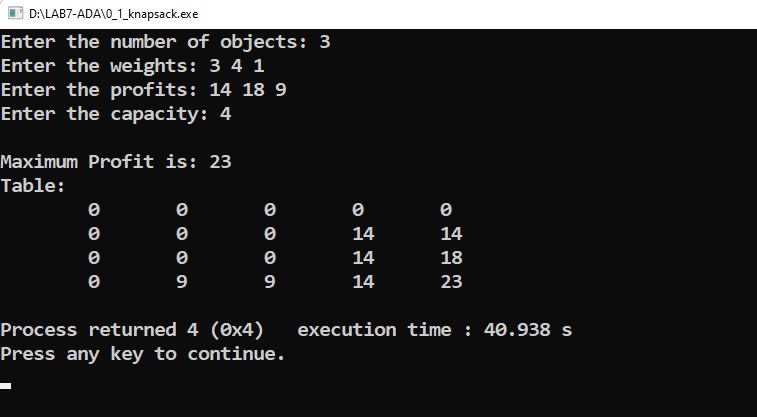 D:\LAB7-ADA\0_1_knapsack.exe
Enter the number of objects: 3
Enter the weights: 3 4 1
Enter the profits: 14 18 9
Enter the capacity: 4
Maximum Profit is: 23
Table:
0 0 0 0 0
0 0 0 14 14
0 0 0 14 18
0 9 9 14 23
Process returned 4 (0x4) execution time : 40.938 s
Press any key to continue.